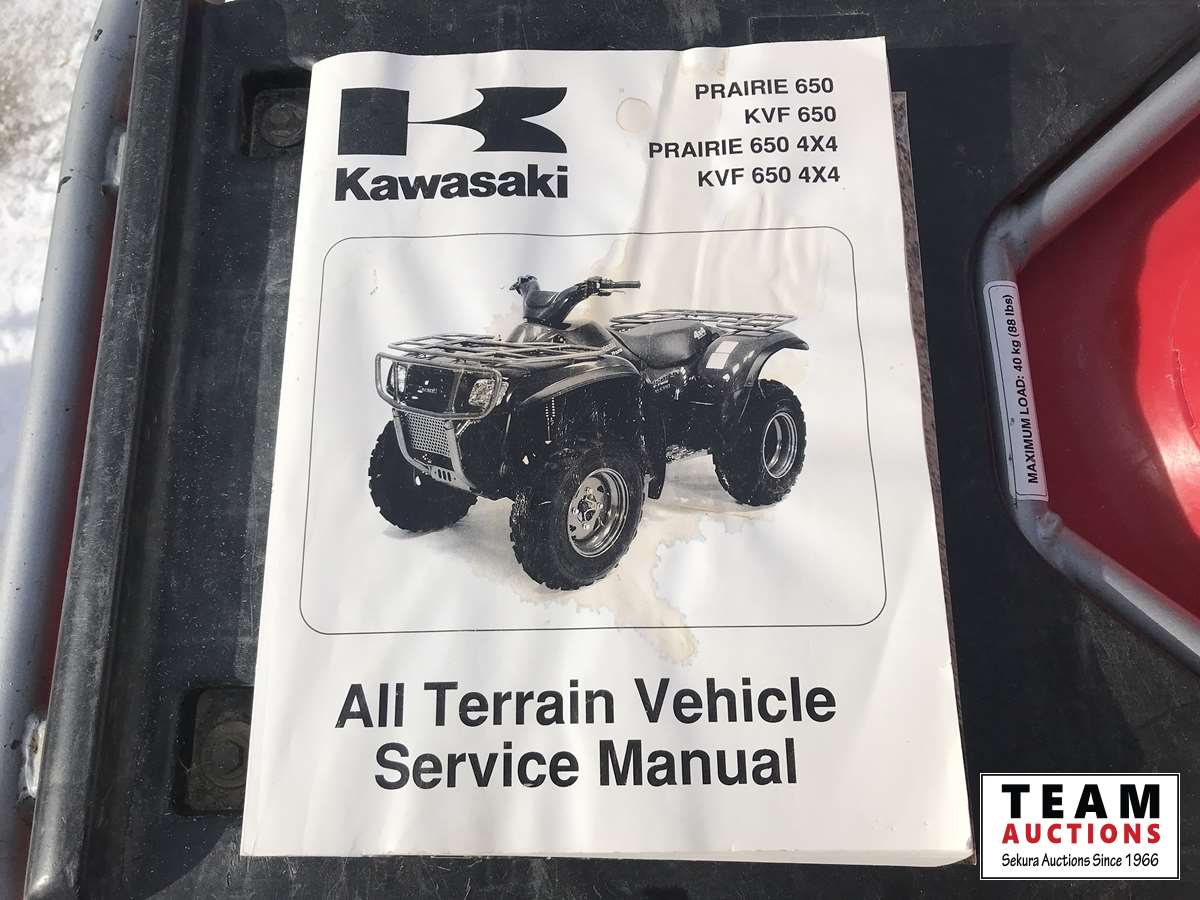 Kawasaki
PRAIRIE 650
KVF 650
PRAIRIE 650 4X4
KVF 650 4X4
All Terrain Vehicle
Service Manual
MAXIMUM LOAD: 40 kg (88 lbs)
TEAM
AUCTIONS
Sekura Auctions Since 1966